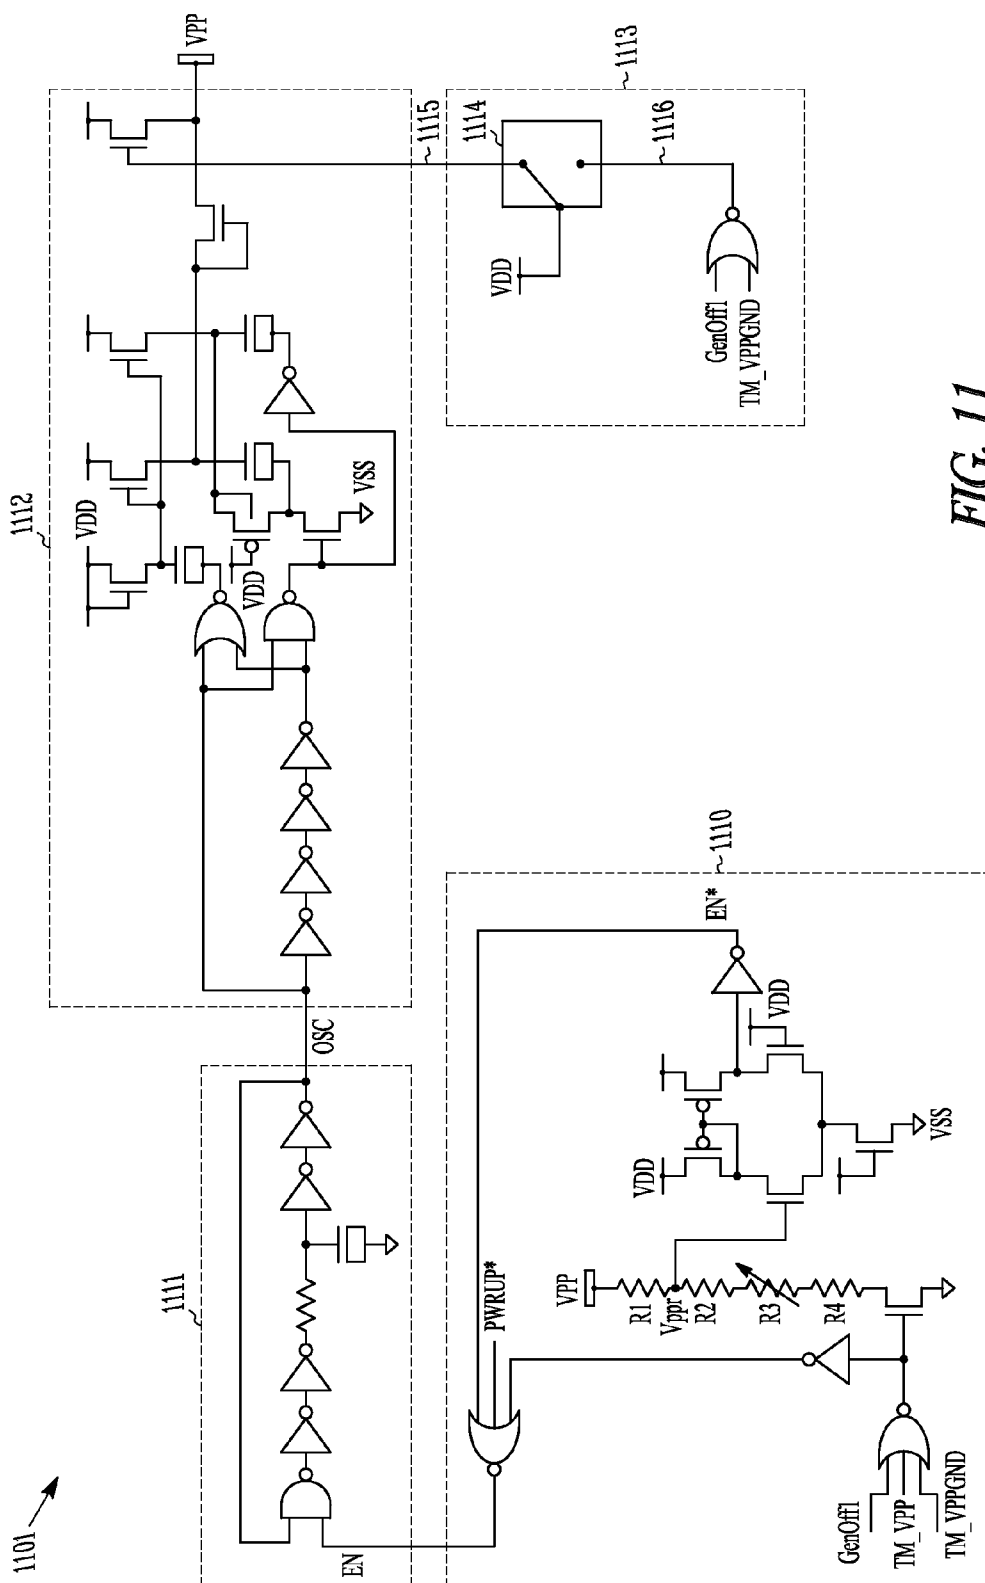 1101
1111
EN
OSC
1112
VDD
VDD
VSS
VPP
1115
1113
1114
1116
VDD
GenOff1
TM_VPPGND
1110
EN*
PWRUP*
VPP
R1
Vppr
R2
R3
R4
VDD
VDD
VSS
GenOff1
TM_VPP
TM_VPPGND
FIG. 11